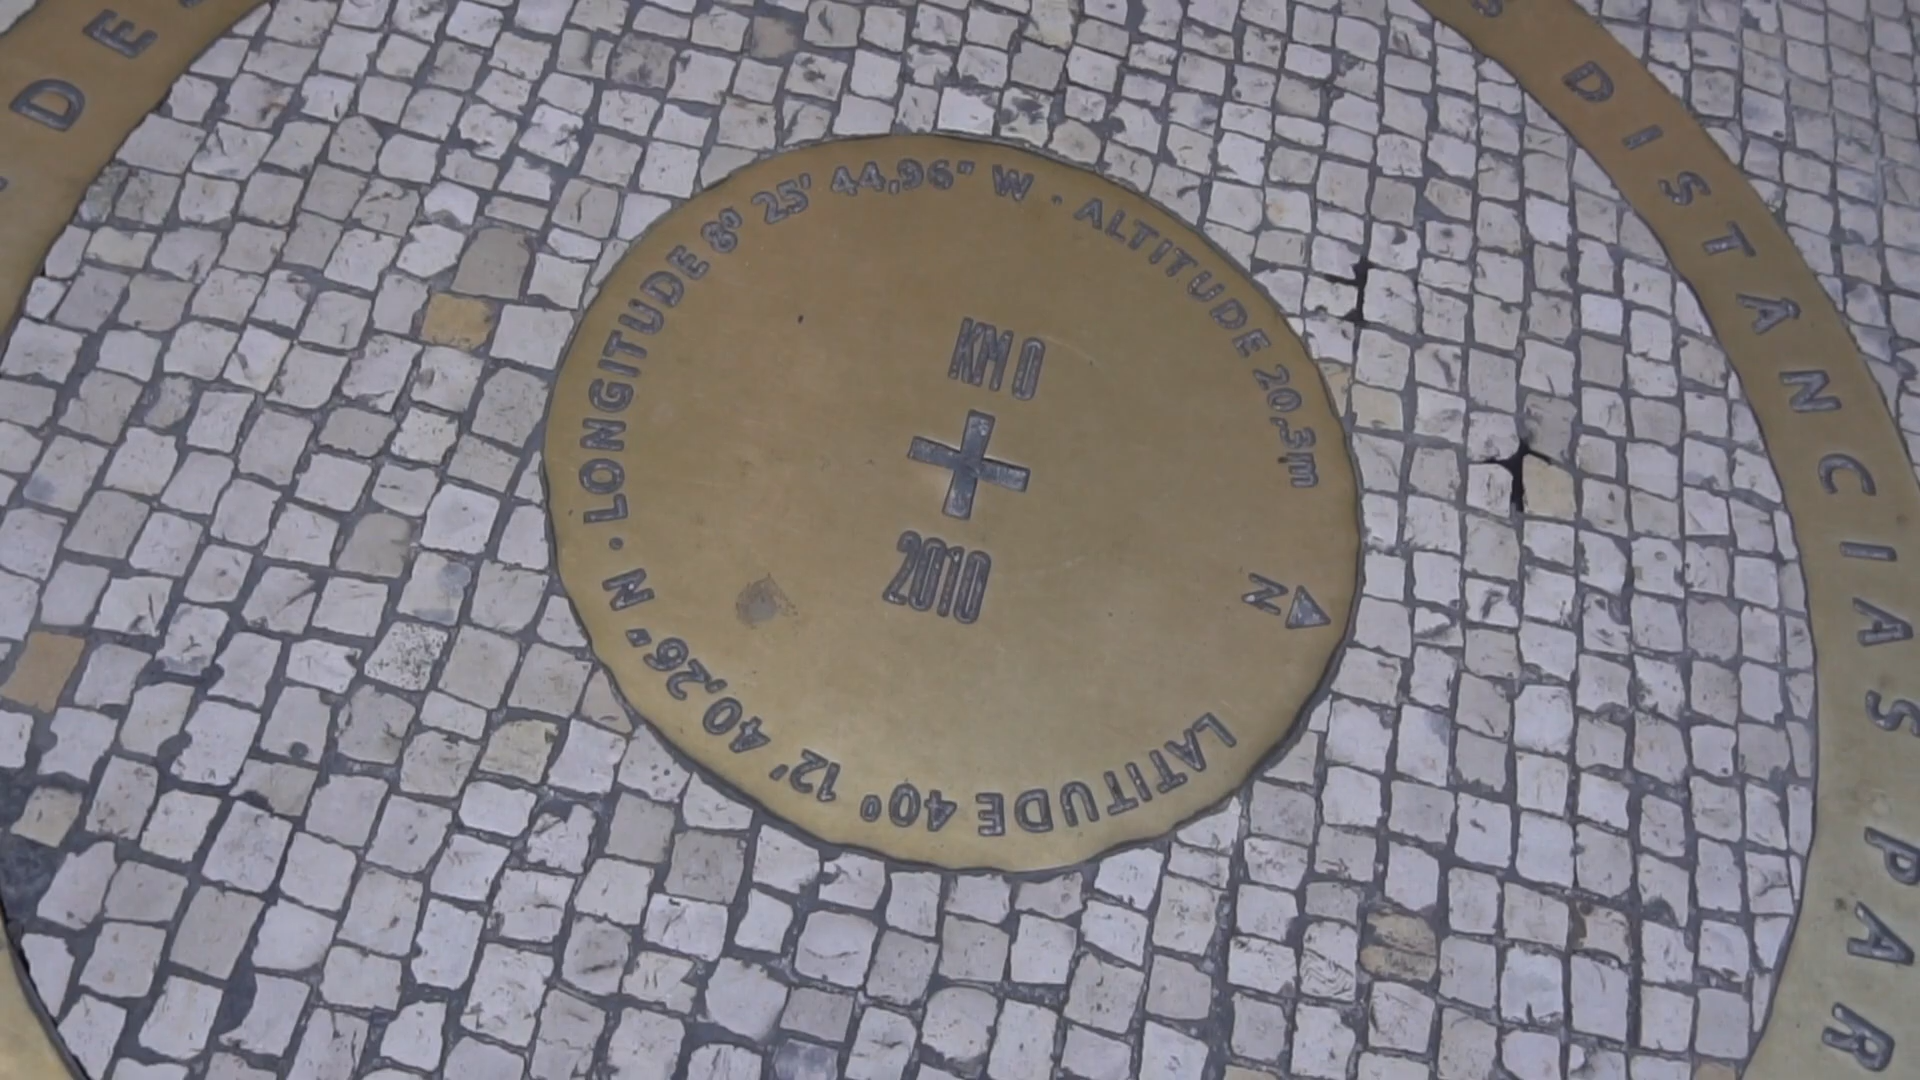 KM 0
2010
LATITUDE 40º 12' 40,26" N · LONGITUDE 8º 25' 44,96" W · ALTITUDE 20,3m
N
DE
DISTÂNCIAS PAR